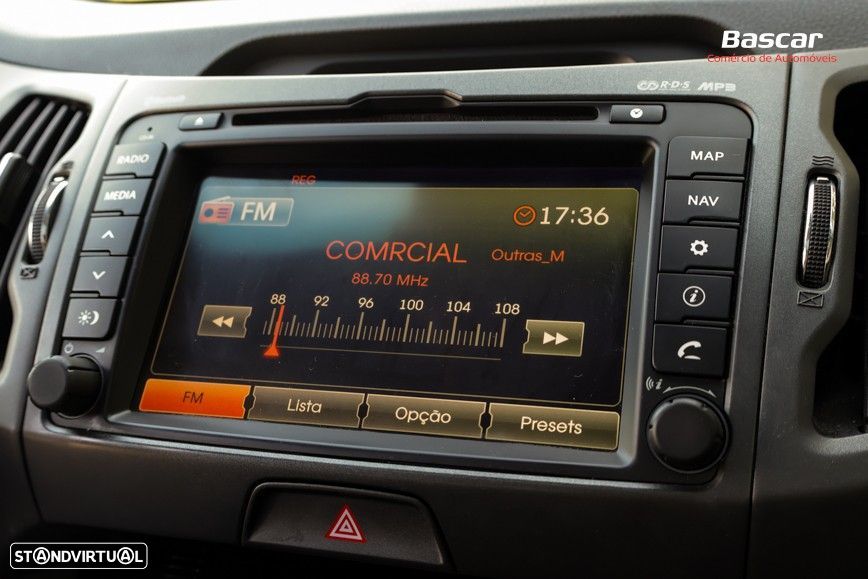 Bascar
Comércio de Automóveis
RDS MP3
RADIO
MEDIA
MAP
NAV
REG
FM
17:36
COMRCIAL
Outras_M
88.70 MHz
88 92 96 100 104 108
FM
Lista
Opção
Presets
STANDVIRTUAL